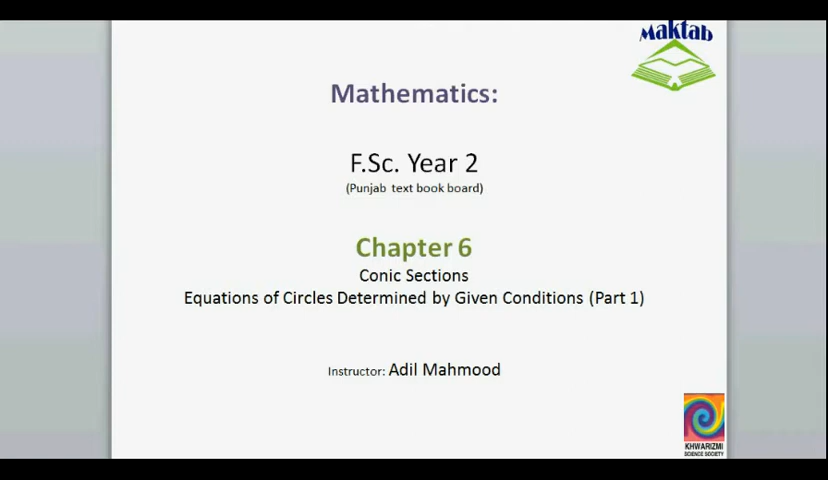 Maktab
Mathematics:
F.Sc. Year 2
(Punjab text book board)
Chapter 6
Conic Sections
Equations of Circles Determined by Given Conditions (Part 1)
Instructor: Adil Mahmood
KHWARIZMI
SCIENCE SOCIETY